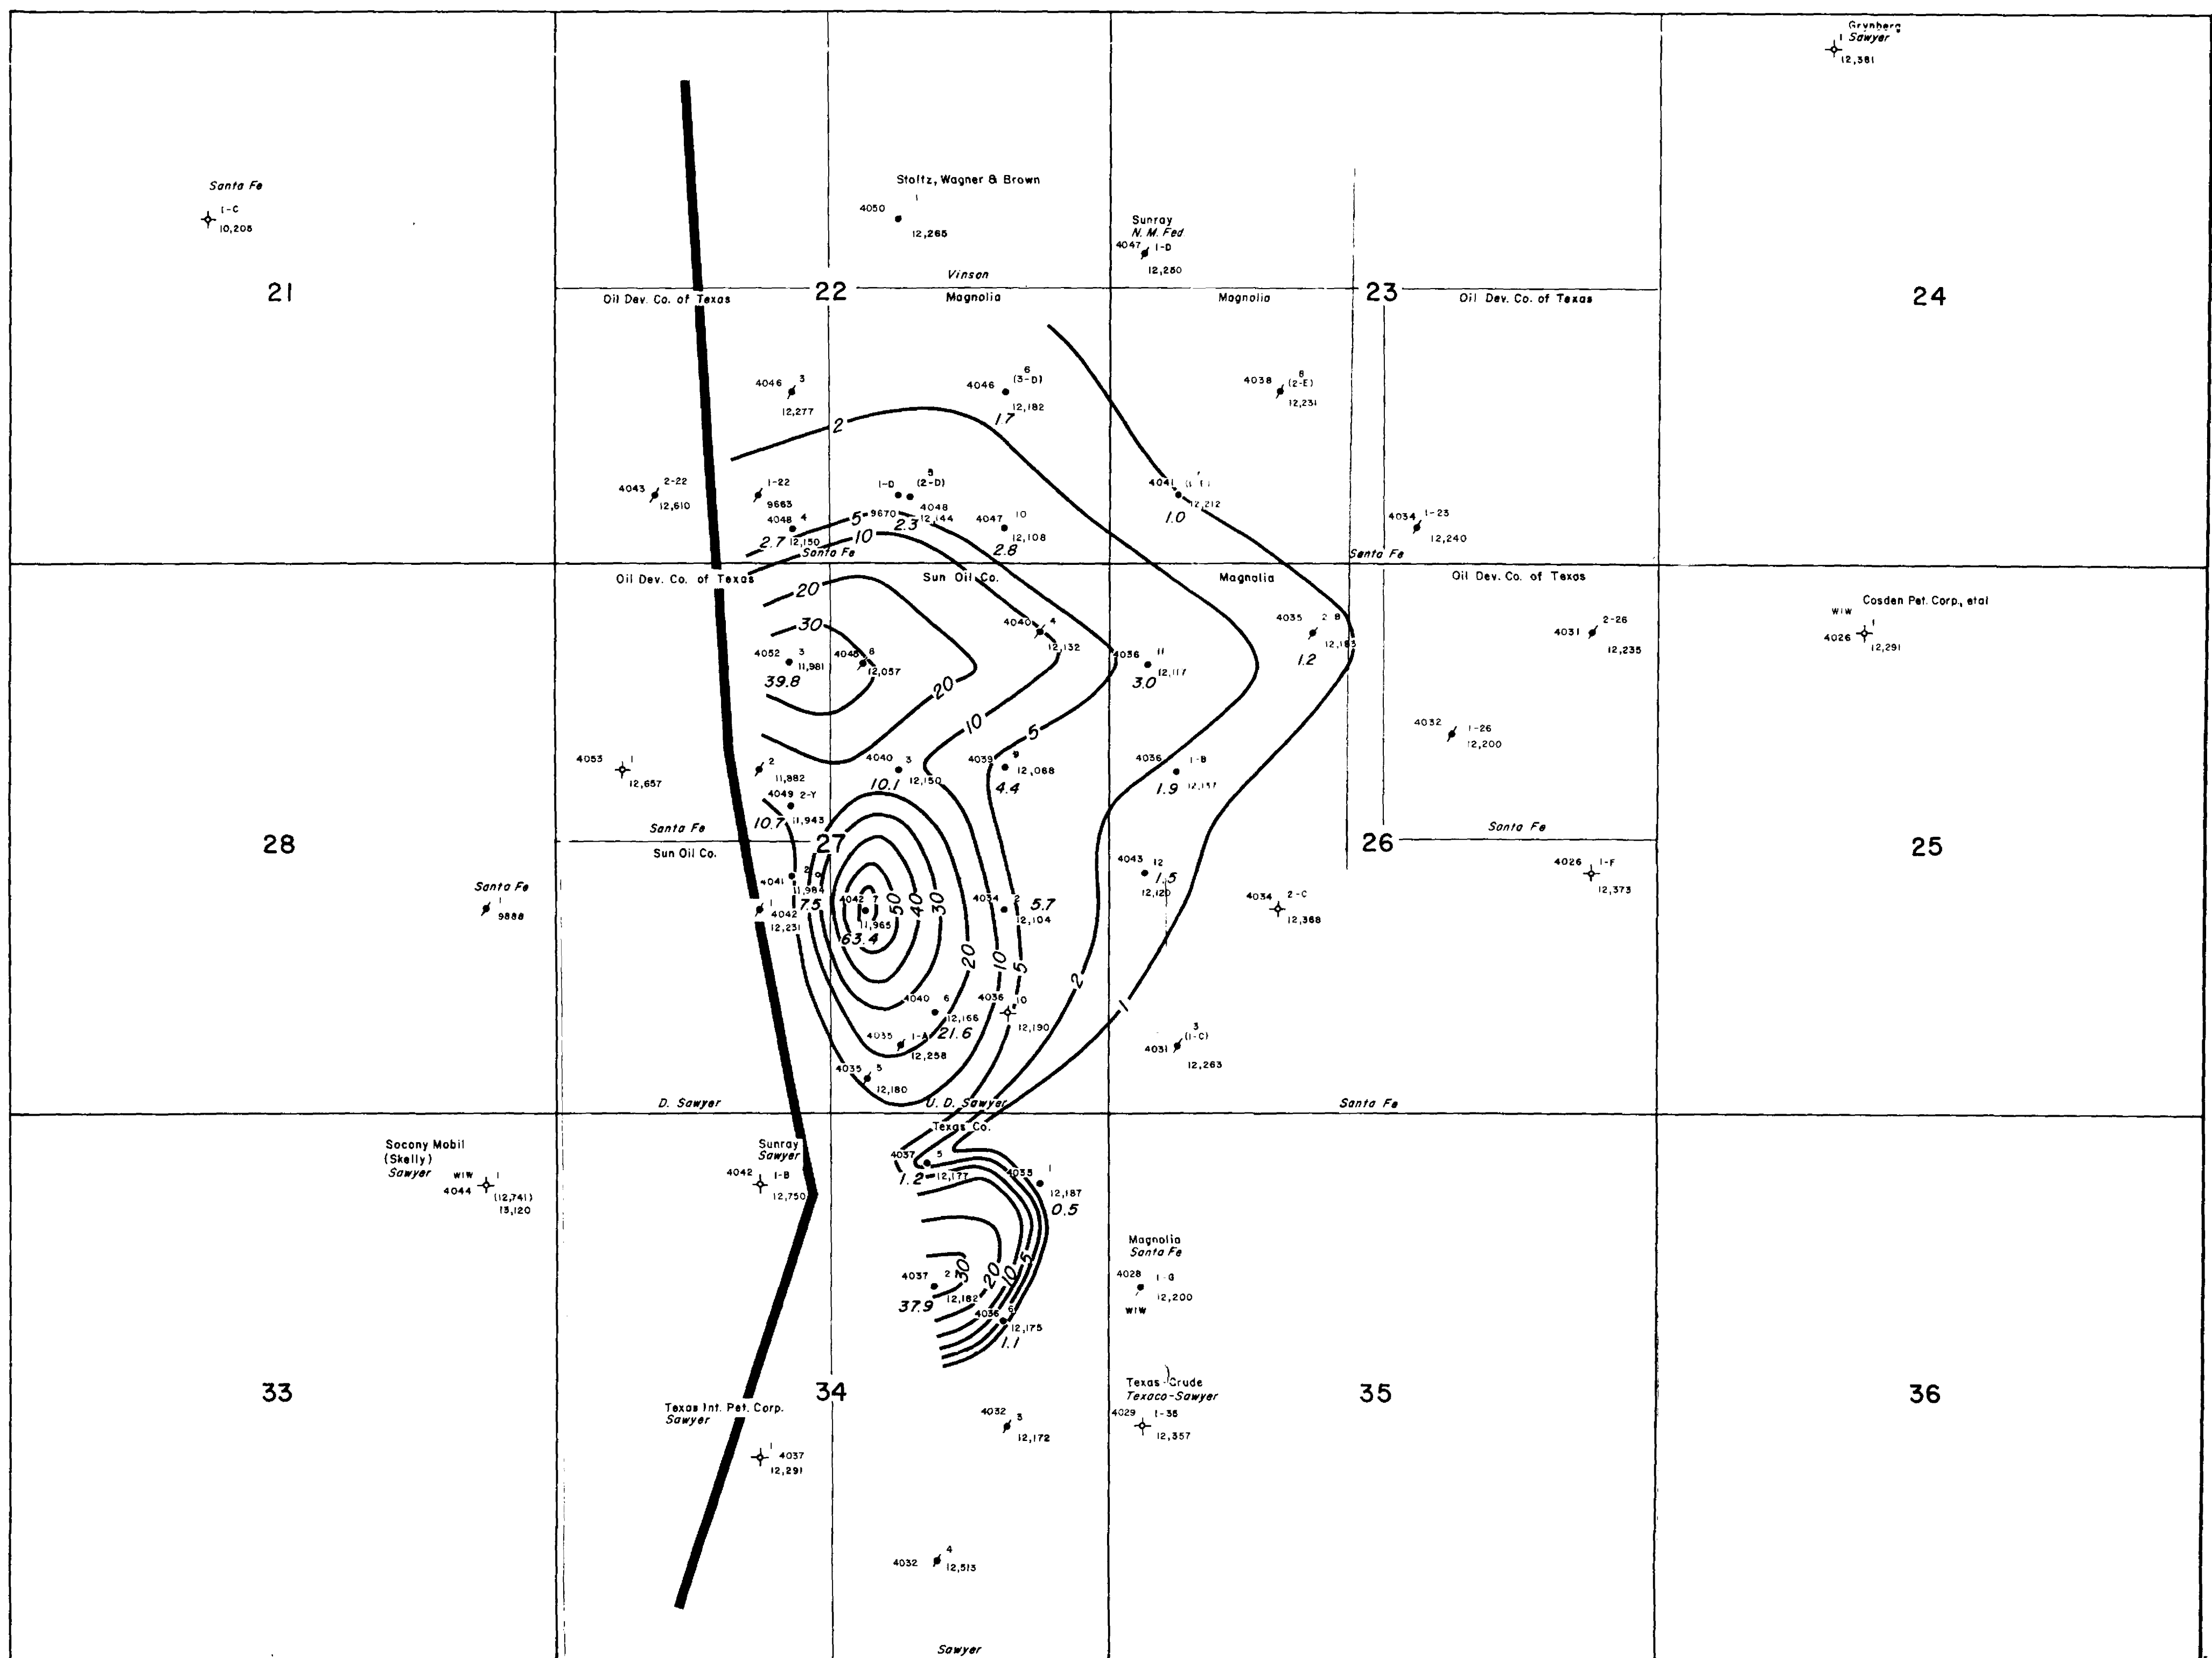 Grynberg
Sawyer
1
12,381
Santa Fe
1-C
10,205
Stoltz, Wagner & Brown
1
4050
12,265
Sunray
N. M. Fed
4047 1-D
12,250
21
Oil Dev. Co. of Texas
22
Vinson
Magnolia
Magnolia
23
Oil Dev. Co. of Texas
24
4046 3
12,277
6
4046 (3-D)
12,182
1.7
8
4038 (2-E)
12,231
2
4043 2-22
12,610
1-22
9663
1-D
(2-D)
9670
4048
12,144
2.3
4041
12,212
1.0
4048 4
2.7 12,150
5
10
4047 10
12,108
2.8
4034 1-23
12,240
Santa Fe
Santa Fe
Oil Dev. Co. of Texas
Sun Oil Co.
Magnolia
Oil Dev. Co. of Texas
20
30
4052 3
11,981
39.8
6
12,057
4040 4
12,132
4036 11
12,117
3.0
4035 2-B
1.2
4031 2-26
12,235
Cosden Pet. Corp., etal
WIW 1
4026
12,291
20
10
5
4032 1-26
12,200
4053 1
12,657
2
11,882
4040 3
12,150
10.1
4039 9
12,068
4.4
4036 1-B
1.9 12,137
4049 2-Y
10.7 11,943
28
Santa Fe
Sun Oil Co.
27
26
Santa Fe
25
Santa Fe
1
9888
4041 2
11,984
7.5
1
4042
12,231
4042 7
11,965
63.4
50
40
30
20
10
5
4034 2
5.7
12,104
4043 12
1.5
12,120
4034 2-C
12,368
4026 1-F
12,373
2
1
4040 6
12,166
21.6
4036 10
12,190
4035 1-A
12,258
4035 5
12,180
3
(1-C)
4031
12,263
D. Sawyer
U. D. Sawyer
Santa Fe
Texas Co.
Socony Mobil
(Skelly)
Sawyer
WIW 1
4044
(12,741)
13,120
Sunray
Sawyer
4042 1-B
12,750
4037 5
1.2 12,177
1
12,187
0.5
Magnolia
Santa Fe
4028 1-G
12,200
WIW
4037 2
12,182
37.9
30
20
10
5
4036 6
12,175
1.1
33
34
35
36
Texas Int. Pet. Corp.
Sawyer
1
4037
12,291
4032 3
12,172
Texas Crude
Texaco-Sawyer
4029
12,357
4
4032
12,513
Sawyer